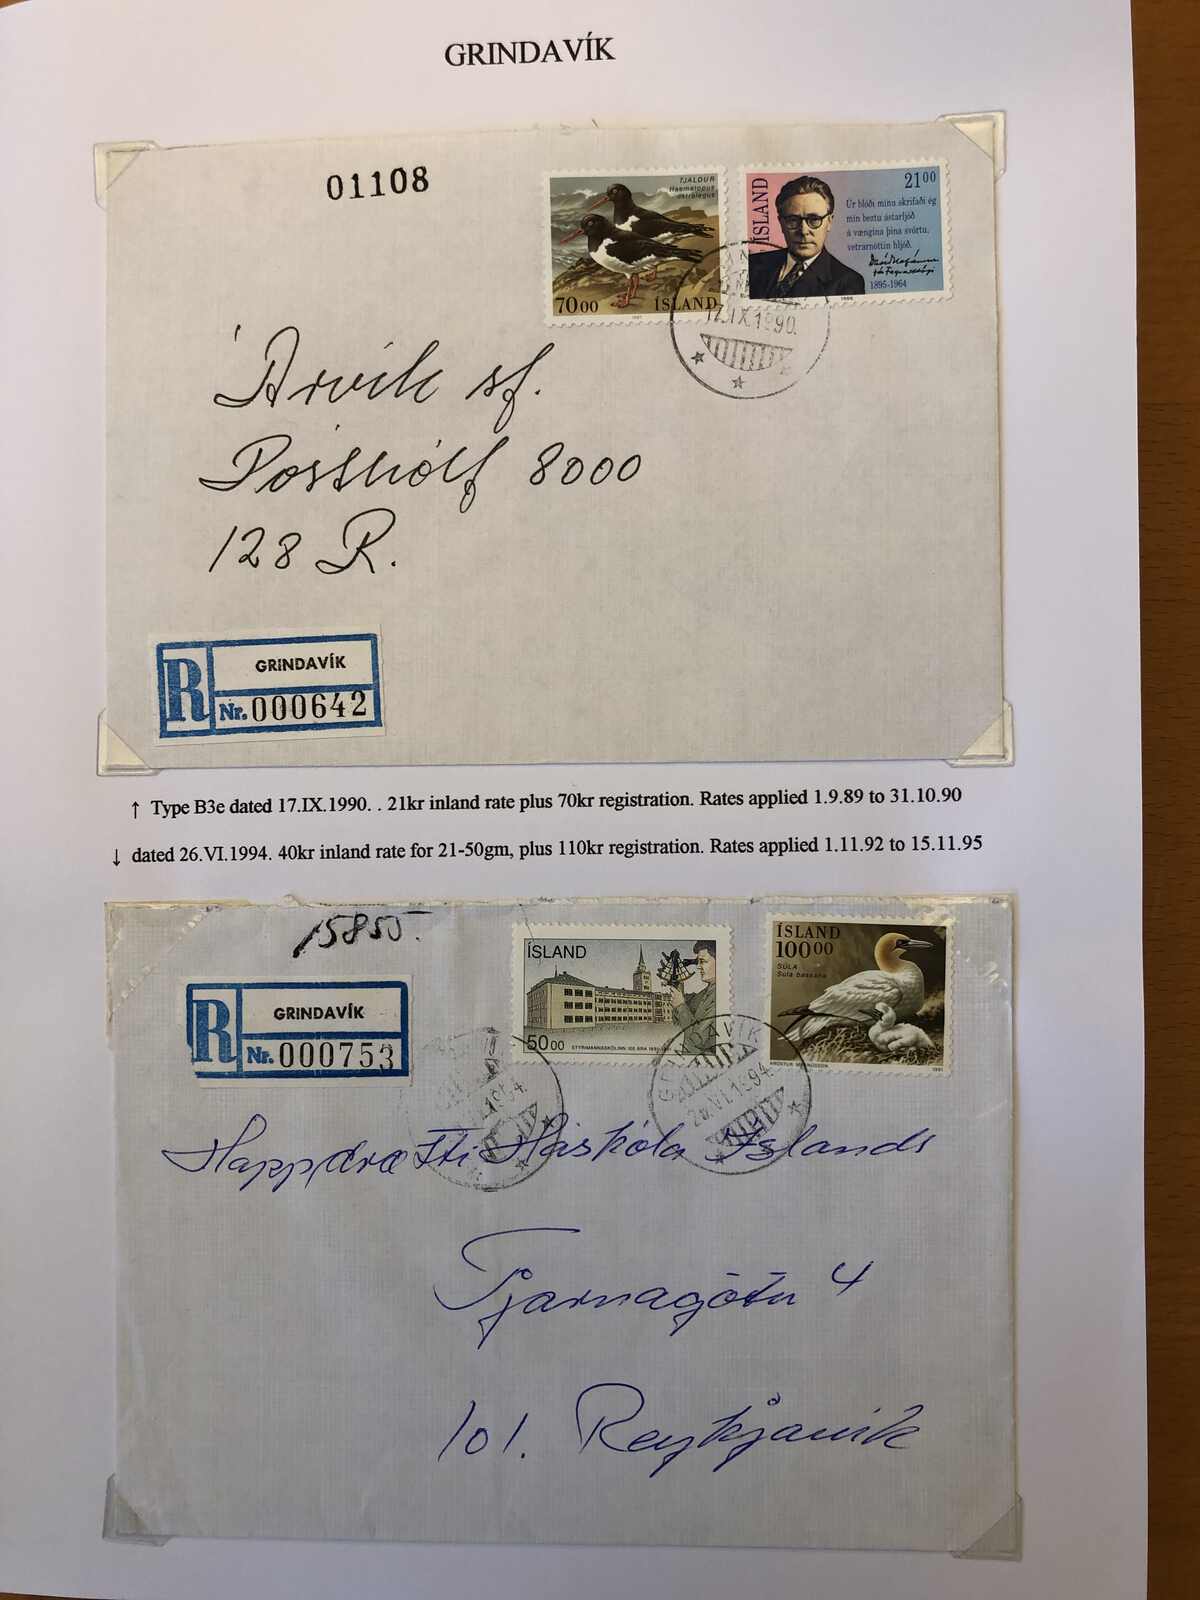 GRINDAVÍK
01108
TJALDUR
Haematopus
ostralegus
70 00 ÍSLAND
ÍSLAND
21 00
Úr blóði mínu skrifaði ég
mín beztu ástarljóð
á vængina þína svörtu,
vetrarnóttin hljóð.
1895-1964
17.IX.1990.
Árvík sf.
Pósthólf 8000
128 R.
R
GRINDAVÍK
Nr. 000642
↑ Type B3e dated 17.IX.1990. . 21kr inland rate plus 70kr registration. Rates applied 1.9.89 to 31.10.90
↓ dated 26.VI.1994. 40kr inland rate for 21-50gm, plus 110kr registration. Rates applied 1.11.92 to 15.11.95
15855.
R
GRINDAVÍK
Nr. 000753
ÍSLAND
50 00
ÍSLAND
100 00
SÚLA
Sula bassana
1991
GRINDAVÍK
26.VI.1994.
Happdrætti Háskóla Íslands
Tjarnagötu 4
101. Reykjavik